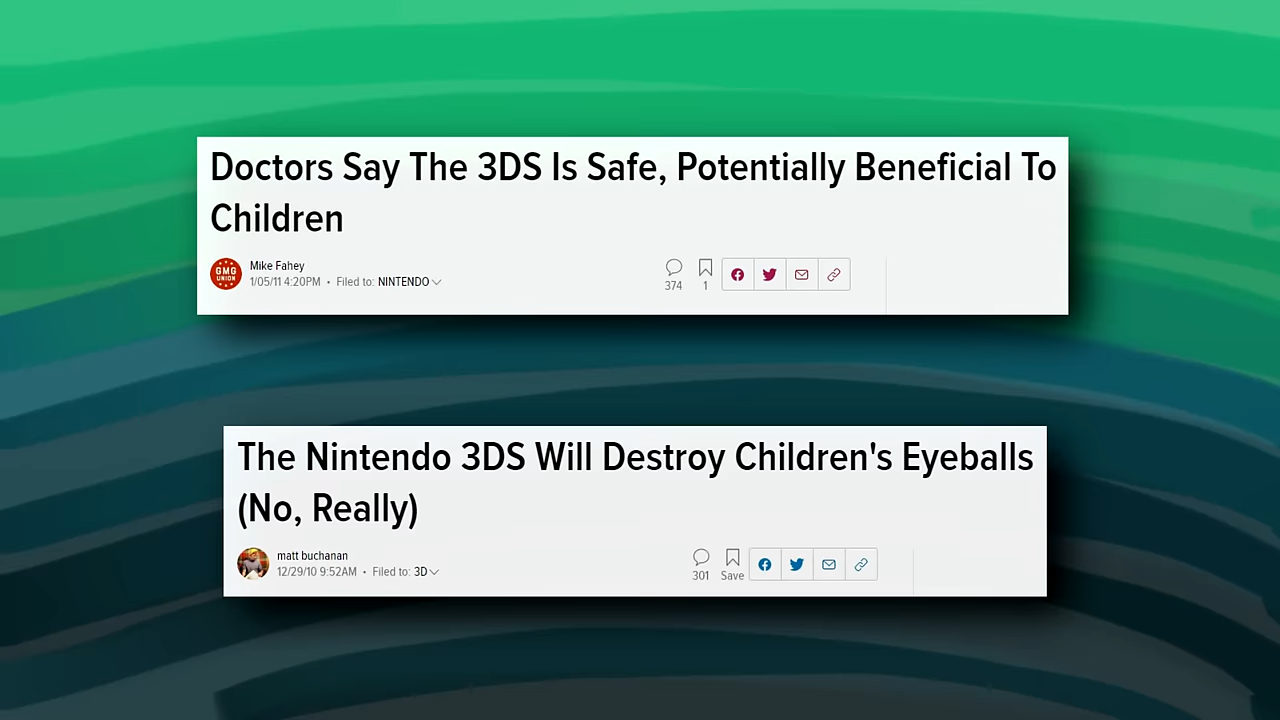 Doctors Say The 3DS Is Safe, Potentially Beneficial To
Children
GMG
UNION
Mike Fahey
1/05/11 4:20PM • Filed to: NINTENDO
374
1
The Nintendo 3DS Will Destroy Children's Eyeballs
(No, Really)
matt buchanan
12/29/10 9:52AM • Filed to: 3D
301
Save